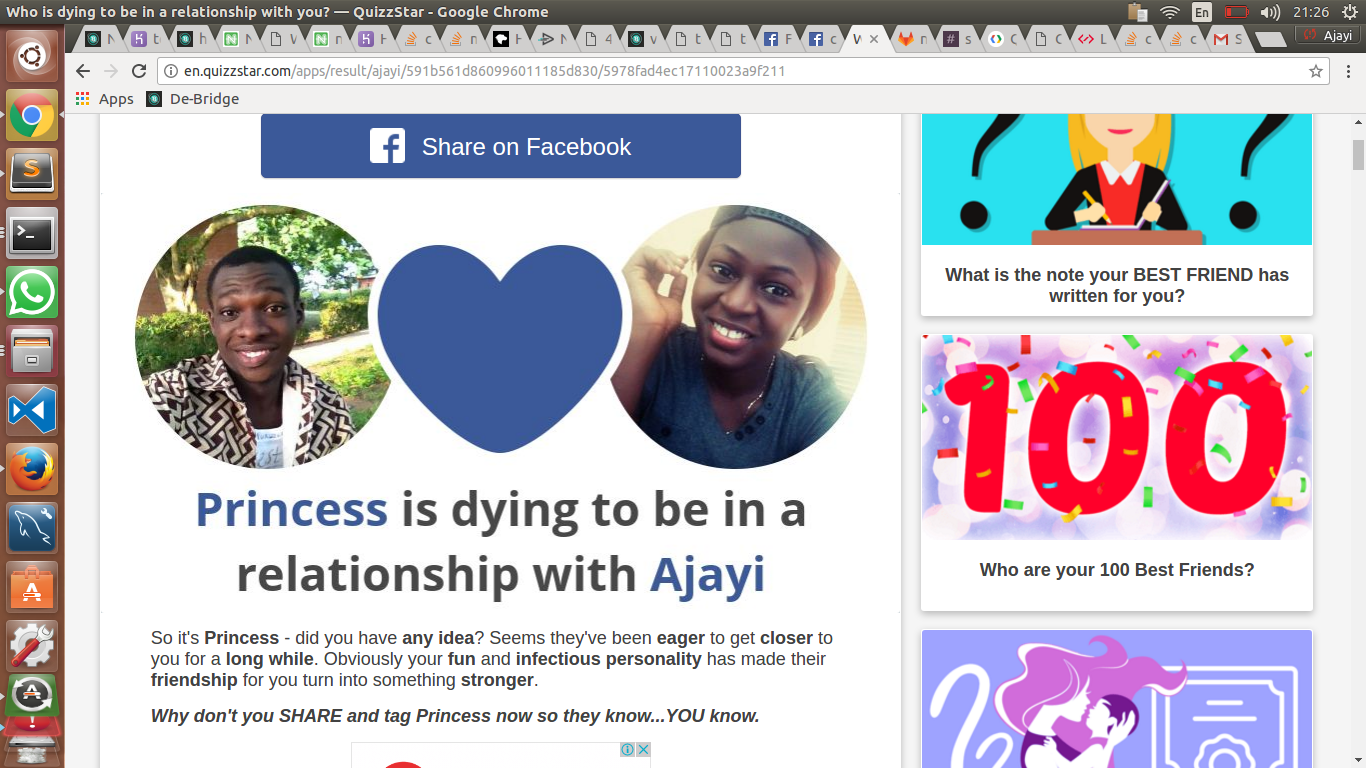 Who is dying to be in a relationship with you? — QuizzStar - Google Chrome
En
21:26
Ajayi
en.quizzstar.com/apps/result/ajayi/591b561d860996011185d830/5978fad4ec17110023a9f211
Apps
De-Bridge
Share on Facebook
Princess is dying to be in a
relationship with Ajayi
So it's Princess - did you have any idea? Seems they've been eager to get closer to
you for a long while. Obviously your fun and infectious personality has made their
friendship for you turn into something stronger.
Why don't you SHARE and tag Princess now so they know...YOU know.
What is the note your BEST FRIEND has
written for you?
100
Who are your 100 Best Friends?